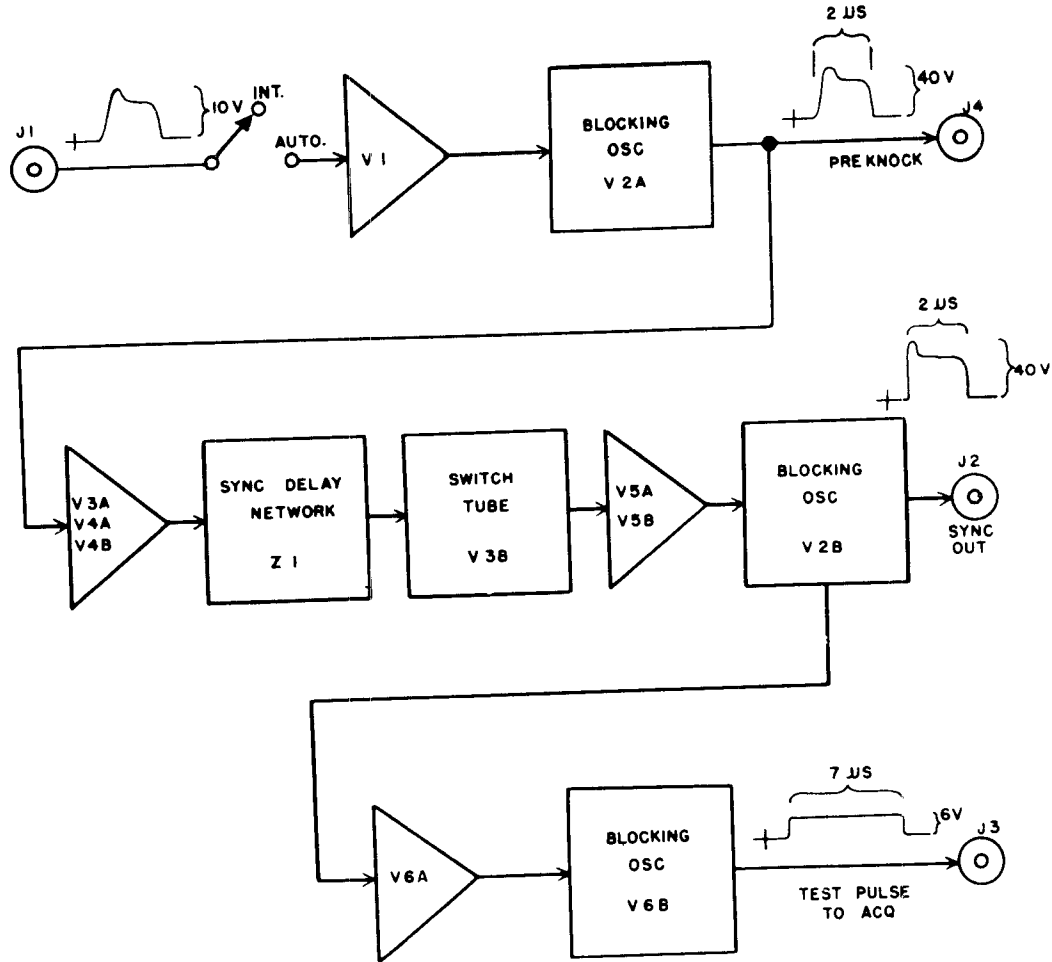 2 µS
40V
J4
PREKNOCK
J1
10V
INT.
AUTO.
V1
BLOCKING
OSC
V2A
2 µS
40V
V3A
V4A
V4B
SYNC DELAY
NETWORK
Z1
SWITCH
TUBE
V3B
V5A
V5B
BLOCKING
OSC
V2B
J2
SYNC
OUT
V6A
BLOCKING
OSC
V6B
7 µS
6V
J3
TEST PULSE
TO ACQ